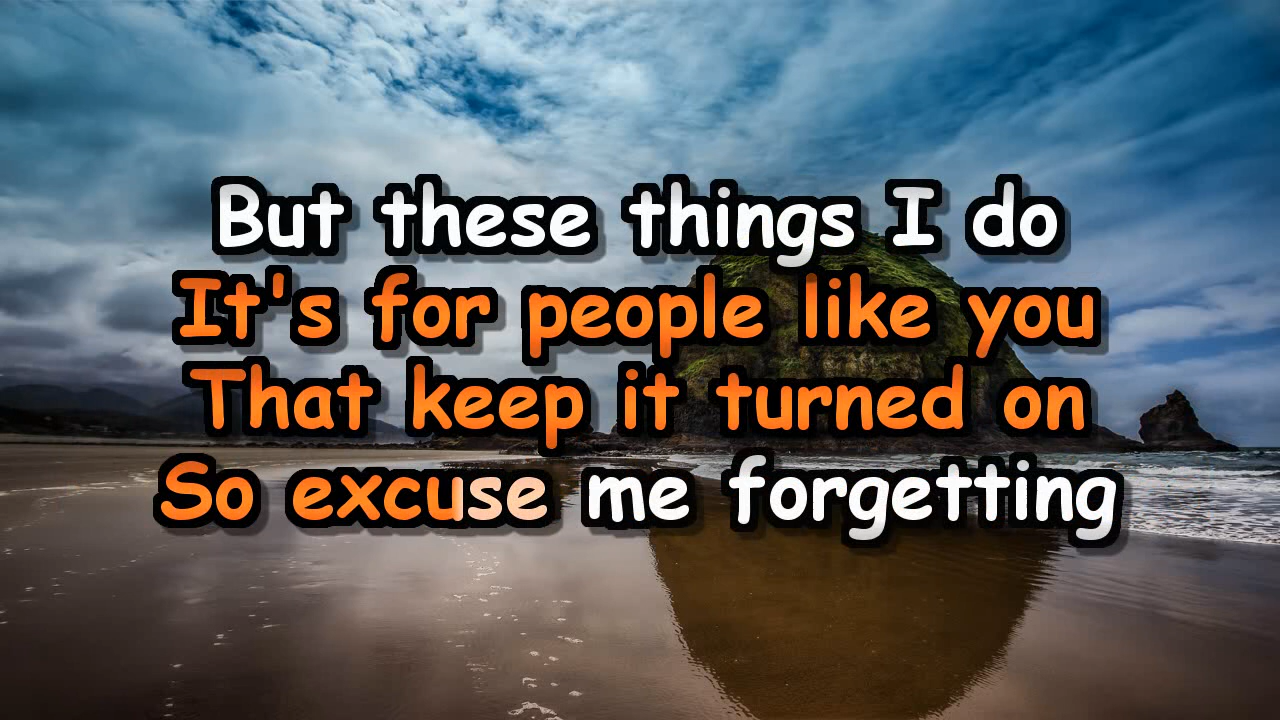 But these things I do
It's for people like you
That keep it turned on
So excuse me forgetting